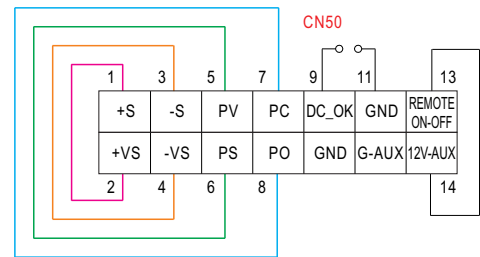 CN50
1 3 5 7 9 11 13
+S -S PV PC DC_OK GND REMOTE
ON-OFF
+VS -VS PS PO GND G-AUX 12V-AUX
2 4 6 8 14